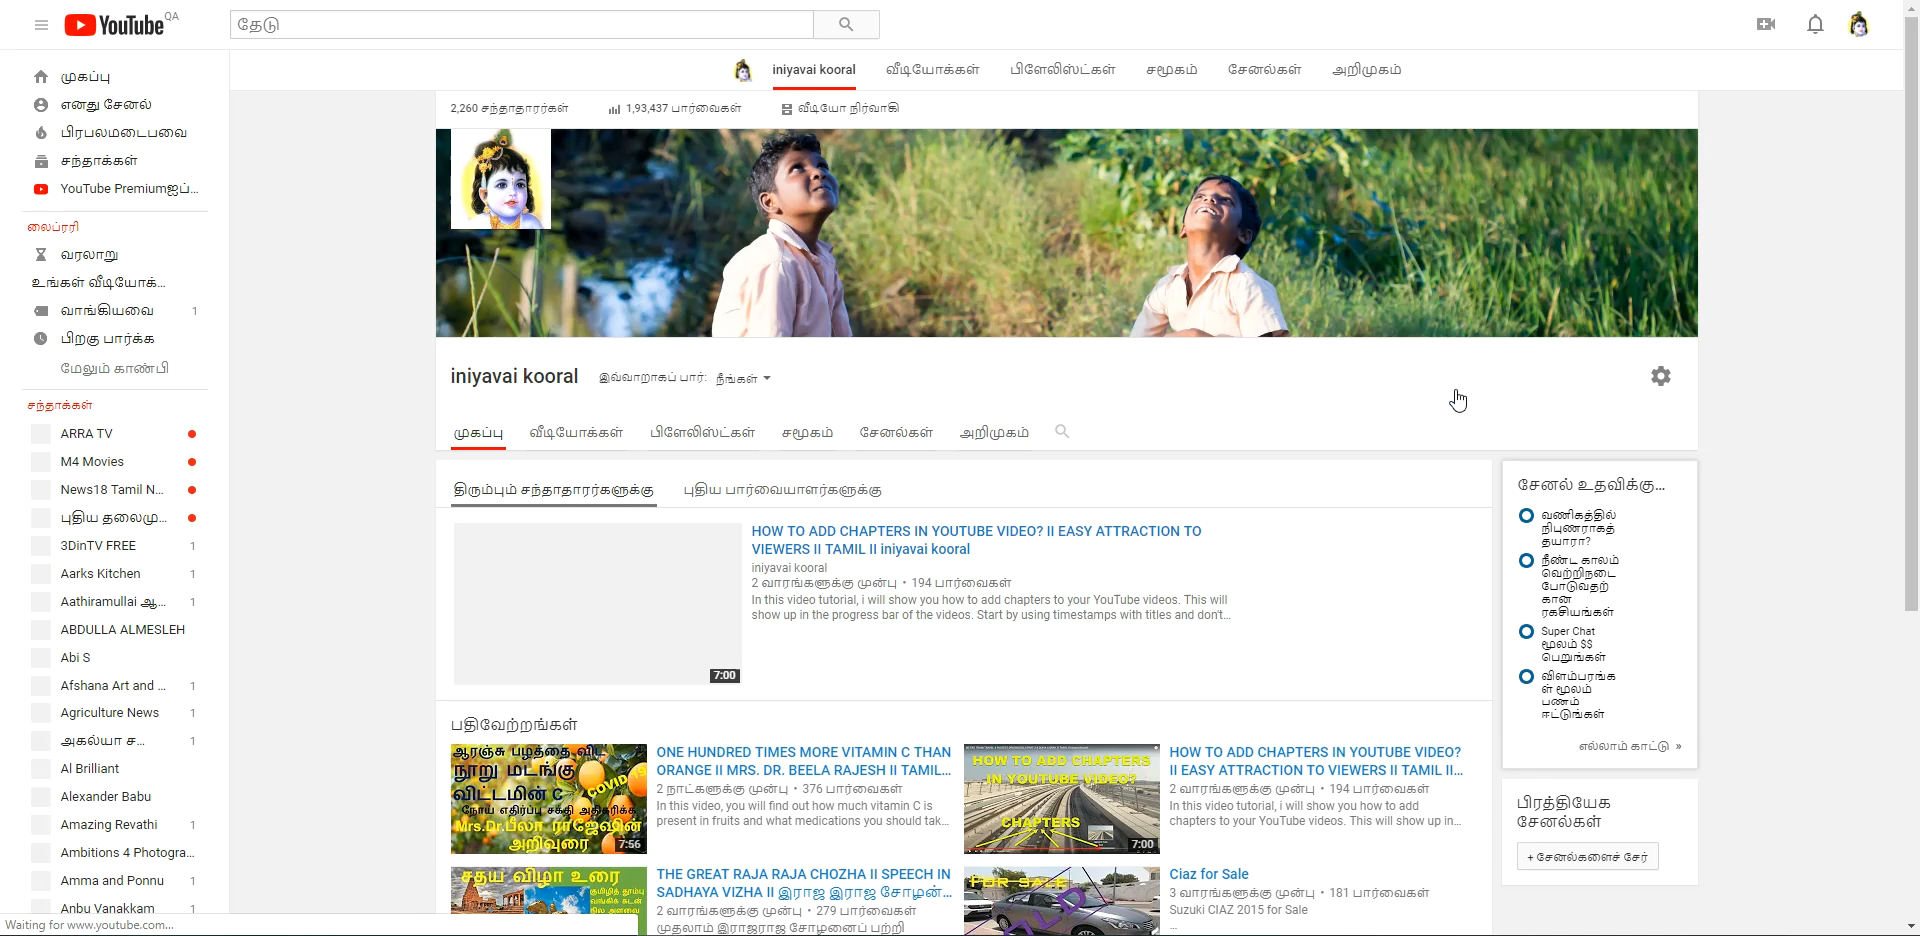 YouTube QA
தேடு
முகப்பு
எனது சேனல்
பிரபலமடைபவை
சந்தாக்கள்
YouTube Premiumஐப்...
லைப்ரரி
வரலாறு
உங்கள் வீடியோக்...
வாங்கியவை 1
பிறகு பார்க்க
மேலும் காண்பி
சந்தாக்கள்
ARRA TV
M4 Movies
News18 Tamil N...
புதிய தலைமு...
3DinTV FREE 1
Aarks Kitchen 1
Aathiramullai ஆ... 1
ABDULLA ALMESLEH
Abi S
Afshana Art and ... 1
Agriculture News 1
அகல்யா ச... 1
Al Brilliant
Alexander Babu
Amazing Revathi 1
Ambitions 4 Photogra...
Amma and Ponnu 1
Anbu Vanakkam 1
Waiting for www.youtube.com...
iniyavai kooral வீடியோக்கள் பிளேலிஸ்ட்கள் சமூகம் சேனல்கள் அறிமுகம்
2,260 சந்தாதாரர்கள் 1,93,437 பார்வைகள் வீடியோ நிர்வாகி
iniyavai kooral இவ்வாறாகப் பார்: நீங்கள்
முகப்பு வீடியோக்கள் பிளேலிஸ்ட்கள் சமூகம் சேனல்கள் அறிமுகம்
திரும்பும் சந்தாதாரர்களுக்கு புதிய பார்வையாளர்களுக்கு
7:00
HOW TO ADD CHAPTERS IN YOUTUBE VIDEO? II EASY ATTRACTION TO
VIEWERS II TAMIL II iniyavai kooral
iniyavai kooral
2 வாரங்களுக்கு முன்பு • 194 பார்வைகள்
In this video tutorial, i will show you how to add chapters to your YouTube videos. This will
show up in the progress bar of the videos. Start by using timestamps with titles and don't...
பதிவேற்றங்கள்
ஆரஞ்சு பழத்தை விட
நூறு மடங்கு
விட்டமின் C
COVID 19
நோய் எதிர்ப்பு சக்தி அதிகரிக்க
Mrs.Dr.பீலா ராஜேஷின்
அறிவுரை
7:56
ONE HUNDRED TIMES MORE VITAMIN C THAN
ORANGE II MRS. DR. BEELA RAJESH II TAMIL...
2 நாட்களுக்கு முன்பு • 376 பார்வைகள்
In this video, you will find out how much vitamin C is
present in fruits and what medications you should tak...
HOW TO ADD CHAPTERS
IN YOUTUBE VIDEO?
CHAPTERS
7:00
HOW TO ADD CHAPTERS IN YOUTUBE VIDEO?
II EASY ATTRACTION TO VIEWERS II TAMIL II...
2 வாரங்களுக்கு முன்பு • 194 பார்வைகள்
In this video tutorial, i will show you how to add
chapters to your YouTube videos. This will show up in...
சதய விழா உரை
THE GREAT RAJA RAJA CHOZHA II SPEECH IN
SADHAYA VIZHA II இராஜ இராஜ சோழன்...
2 வாரங்களுக்கு முன்பு • 279 பார்வைகள்
முதலாம் இராஜராஜ சோழனைப் பற்றி
FOR SALE
SOLD
Ciaz for Sale
3 வாரங்களுக்கு முன்பு • 181 பார்வைகள்
Suzuki CIAZ 2015 for Sale
...
சேனல் உதவிக்கு...
வணிகத்தில்
நிபுணராகத்
தயாரா?
நீண்ட காலம்
வெற்றிநடை
போடுவதற்
கான
ரகசியங்கள்
Super Chat
மூலம் $$
பெறுங்கள்
விளம்பரங்க
ள் மூலம்
பணம்
ஈட்டுங்கள்
எல்லாம் காட்டு »
பிரத்தியேக
சேனல்கள்
+ சேனல்களைச் சேர்